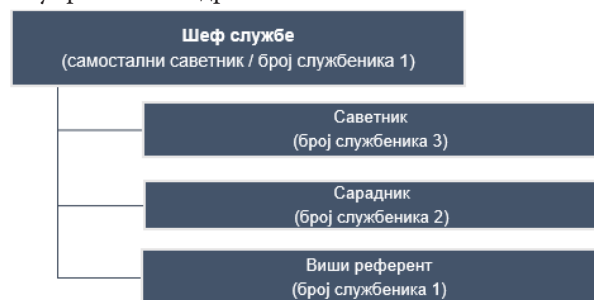 Шеф службе
(самостални саветник / број службеника 1)
Саветник
(број службеника 3)
Сарадник
(број службеника 2)
Виши референт
(број службеника 1)